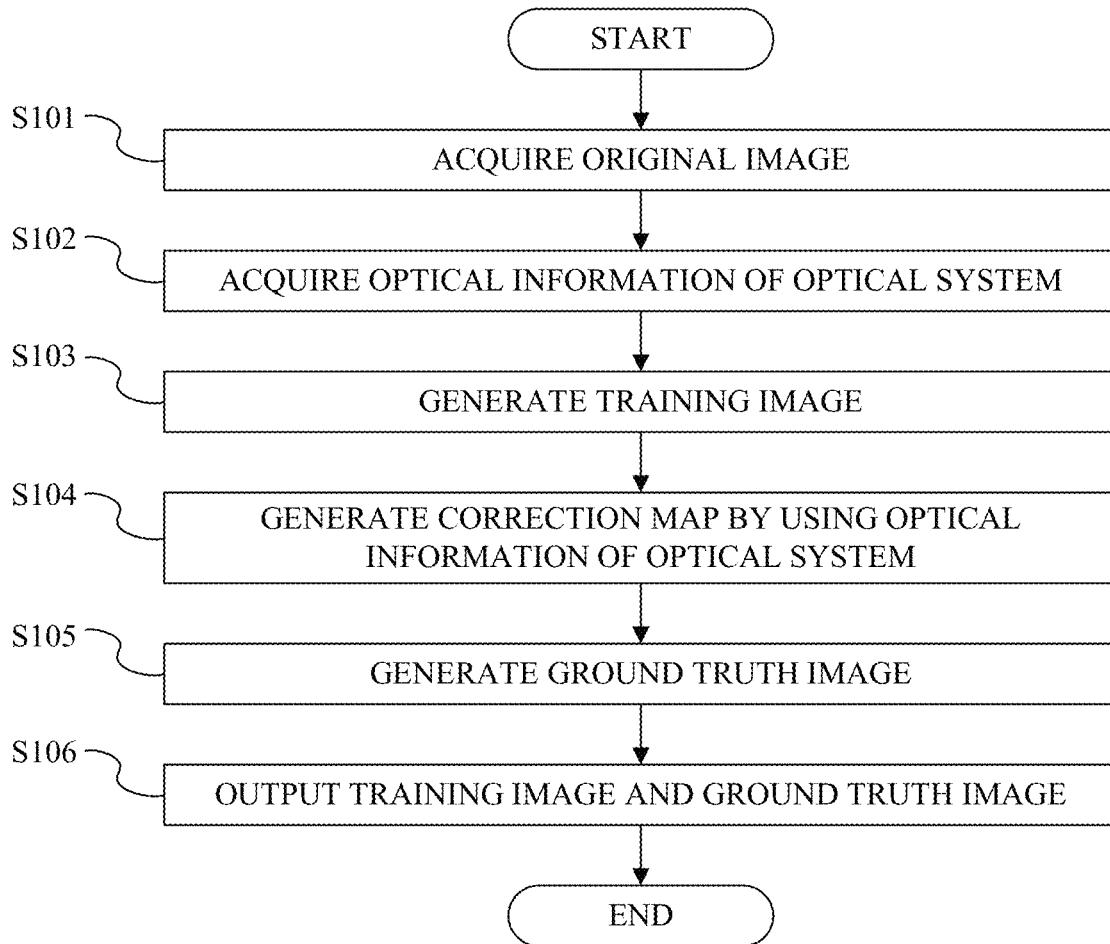 START
S101
ACQUIRE ORIGINAL IMAGE
S102
ACQUIRE OPTICAL INFORMATION OF OPTICAL SYSTEM
S103
GENERATE TRAINING IMAGE
S104
GENERATE CORRECTION MAP BY USING OPTICAL
INFORMATION OF OPTICAL SYSTEM
S105
GENERATE GROUND TRUTH IMAGE
S106
OUTPUT TRAINING IMAGE AND GROUND TRUTH IMAGE
END